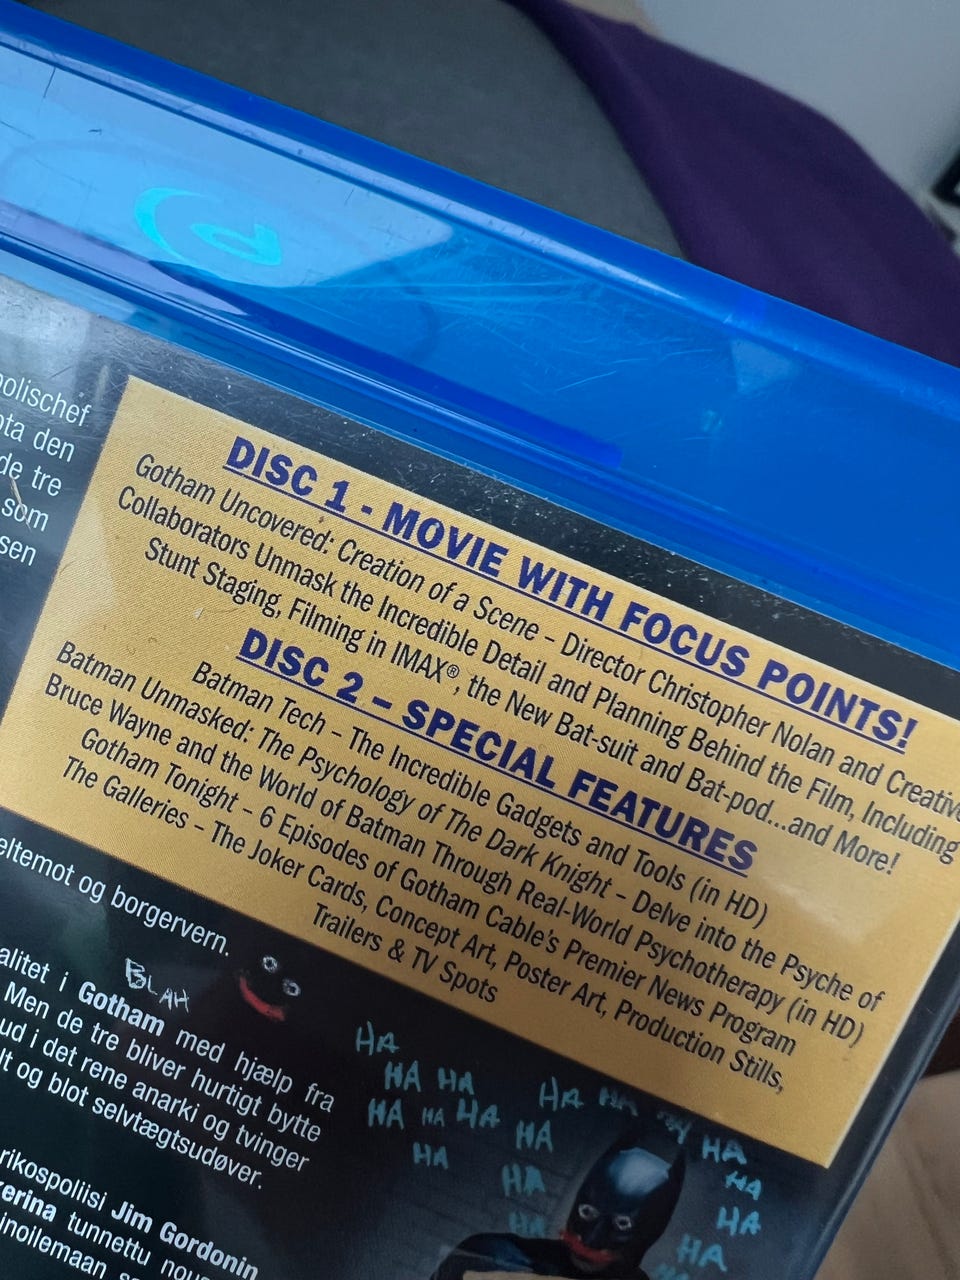 polischef
den
de tre
som
DISC 1 - MOVIE WITH FOCUS POINTS!
Gotham Uncovered: Creation of a Scene – Director Christopher Nolan and Creative
Collaborators Unmask the Incredible Detail and Planning Behind the Film, Including
Stunt Staging, Filming in IMAX®, the New Bat-suit and Bat-pod...and More!
DISC 2 – SPECIAL FEATURES
Batman Tech – The Incredible Gadgets and Tools (in HD)
Batman Unmasked: The Psychology of The Dark Knight – Delve into the Psyche of
Bruce Wayne and the World of Batman Through Real-World Psychotherapy (in HD)
Gotham Tonight – 6 Episodes of Gotham Cable's Premier News Program
The Galleries – The Joker Cards, Concept Art, Poster Art, Production Stills,
Trailers & TV Spots
eltemot og borgervern.
BLAH
alitet i Gotham med hjælp fra
Men de tre bliver hurtigt bytte
ud i det rene anarki og tvinger
lt og blot selvtægtsudøver.
rikospoliisi Jim Gordonin
erina tunnettu
inoilemaan
HA
HA HA HA HA
HA HA HA HA HA
HA HA HA
HA HA
HA